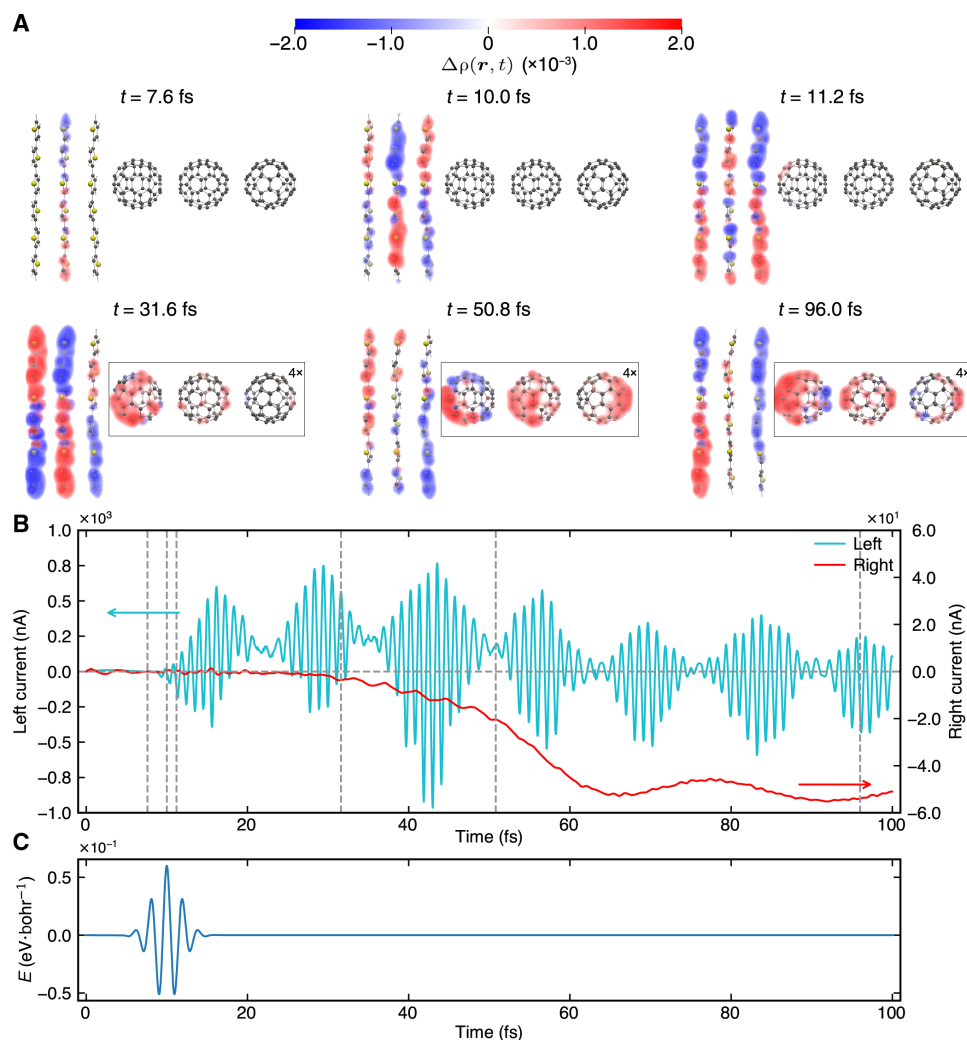 A
−2.0 −1.0 0 1.0 2.0
Δρ(r, t) (×10⁻³)
t = 7.6 fs t = 10.0 fs t = 11.2 fs
t = 31.6 fs t = 50.8 fs t = 96.0 fs
4× 4× 4×
B
×10³ ×10¹
1.0 6.0
0.8 4.0
0.5 2.0
0.2 0.0
0.0 −2.0
−0.2 −4.0
−0.5 −6.0
−0.8
−1.0
Left current (nA)
Right current (nA)
Left
Right
0 20 40 60 80 100
Time (fs)
C
×10⁻¹
0.5
0.0
−0.5
E (eV·bohr⁻¹)
0 20 40 60 80 100
Time (fs)